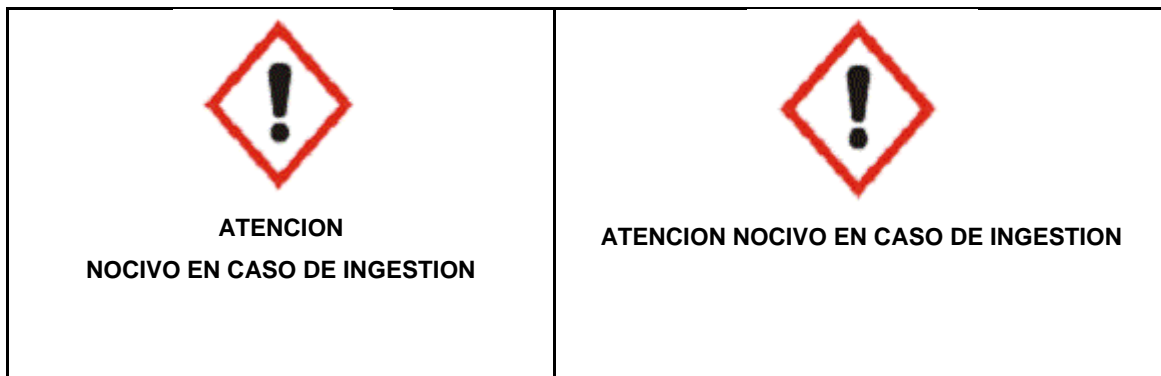 ATENCION
NOCIVO EN CASO DE INGESTION
ATENCION NOCIVO EN CASO DE INGESTION